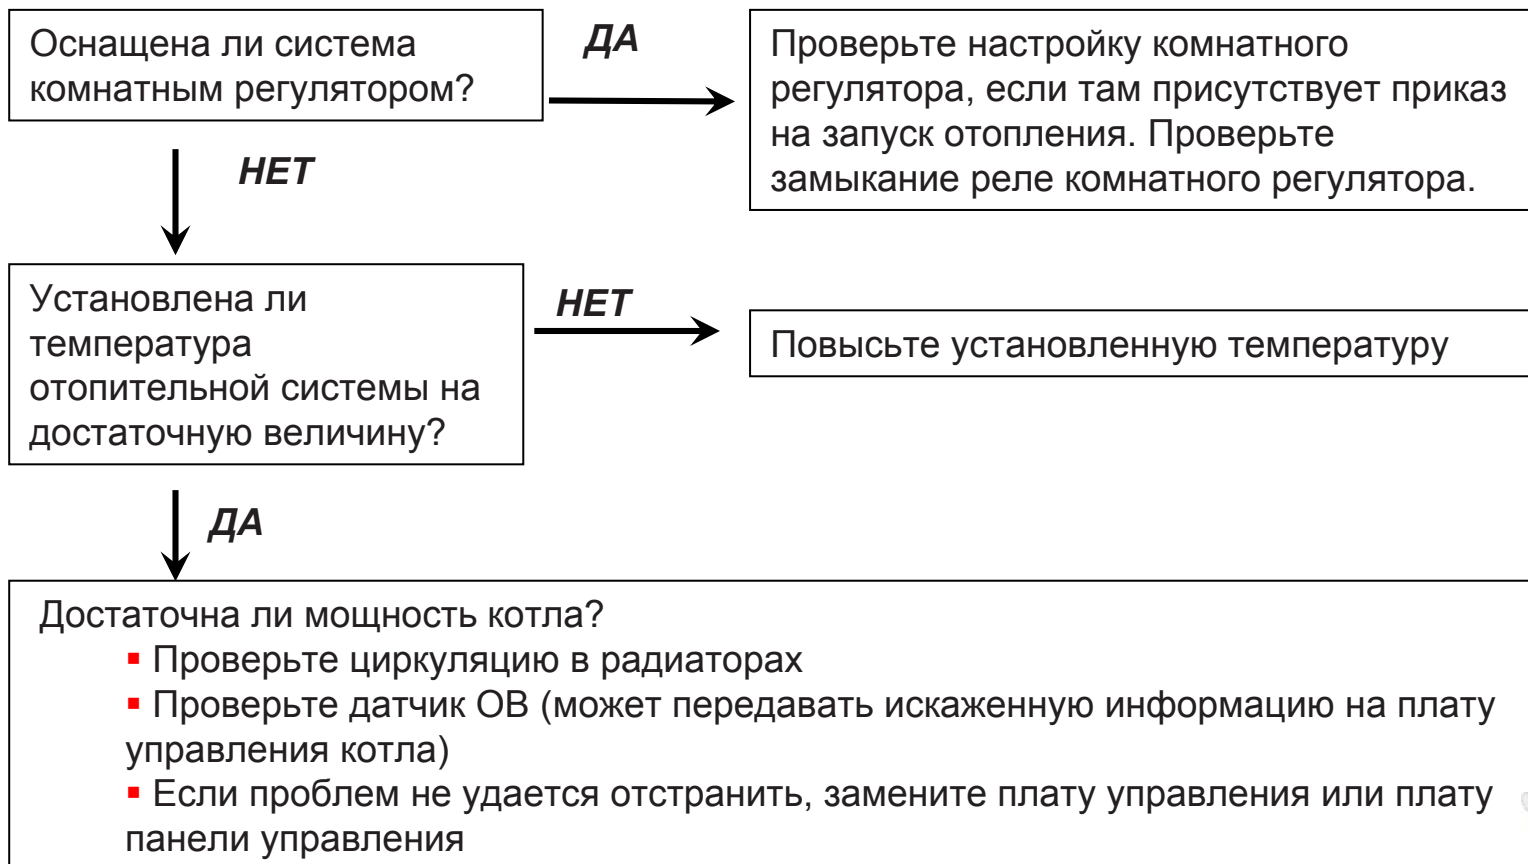 Оснащена ли система
комнатным регулятором?
ДА
Проверьте настройку комнатного
регулятора, если там присутствует приказ
на запуск отопления. Проверьте
замыкание реле комнатного регулятора.
НЕТ
Установлена ли
температура
отопительной системы на
достаточную величину?
НЕТ
Повысьте установленную температуру
ДА
Достаточна ли мощность котла?
▪ Проверьте циркуляцию в радиаторах
▪ Проверьте датчик ОВ (может передавать искаженную информацию на плату
управления котла)
▪ Если проблем не удается отстранить, замените плату управления или плату
панели управления